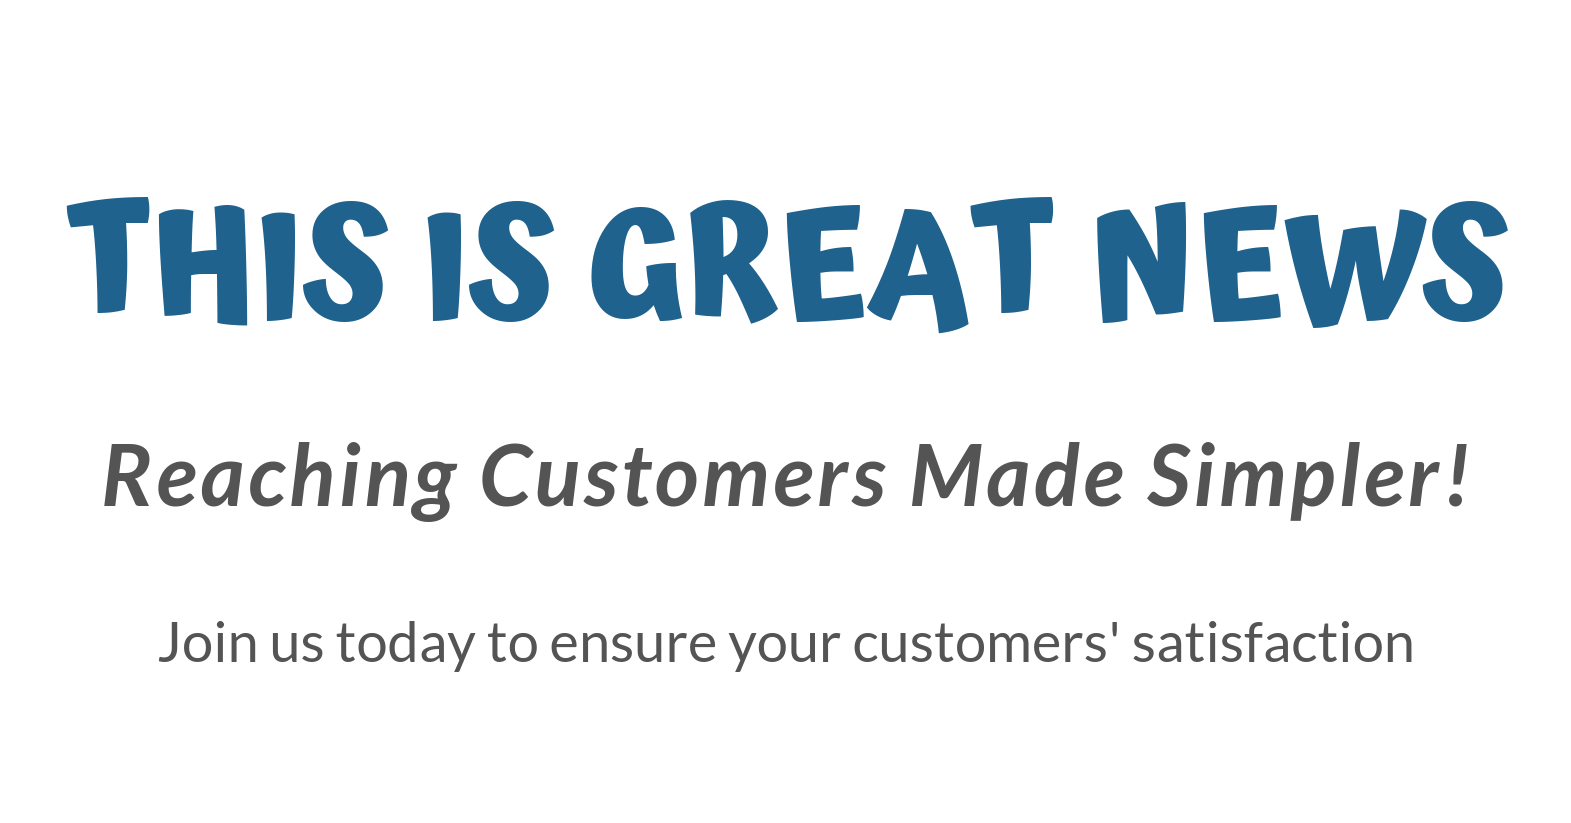 THIS IS GREAT NEWS
Reaching Customers Made Simpler!
Join us today to ensure your customers' satisfaction